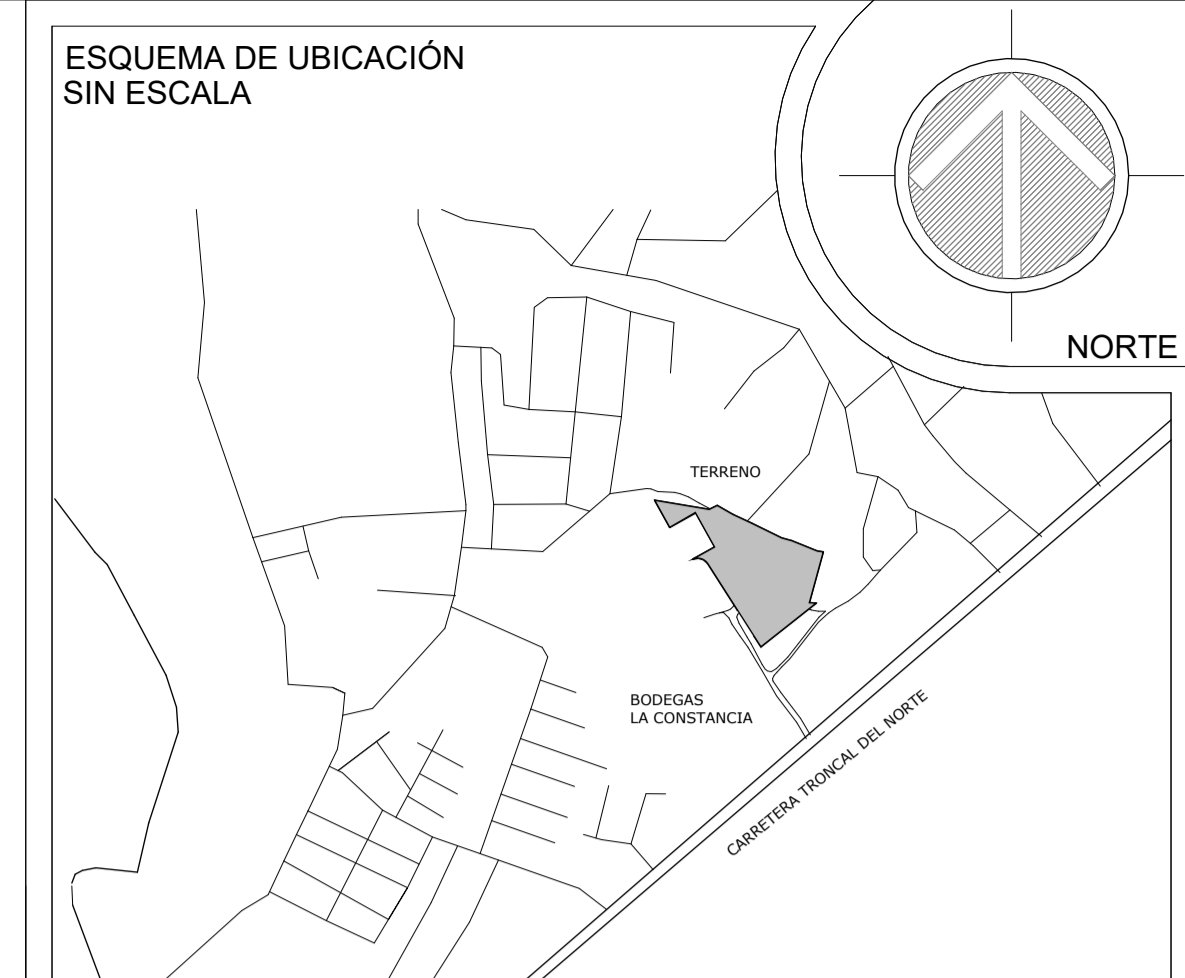 ESQUEMA DE UBICACIÓN
SIN ESCALA
NORTE
TERRENO
BODEGAS
LA CONSTANCIA
CARRETERA TRONCAL DEL NORTE